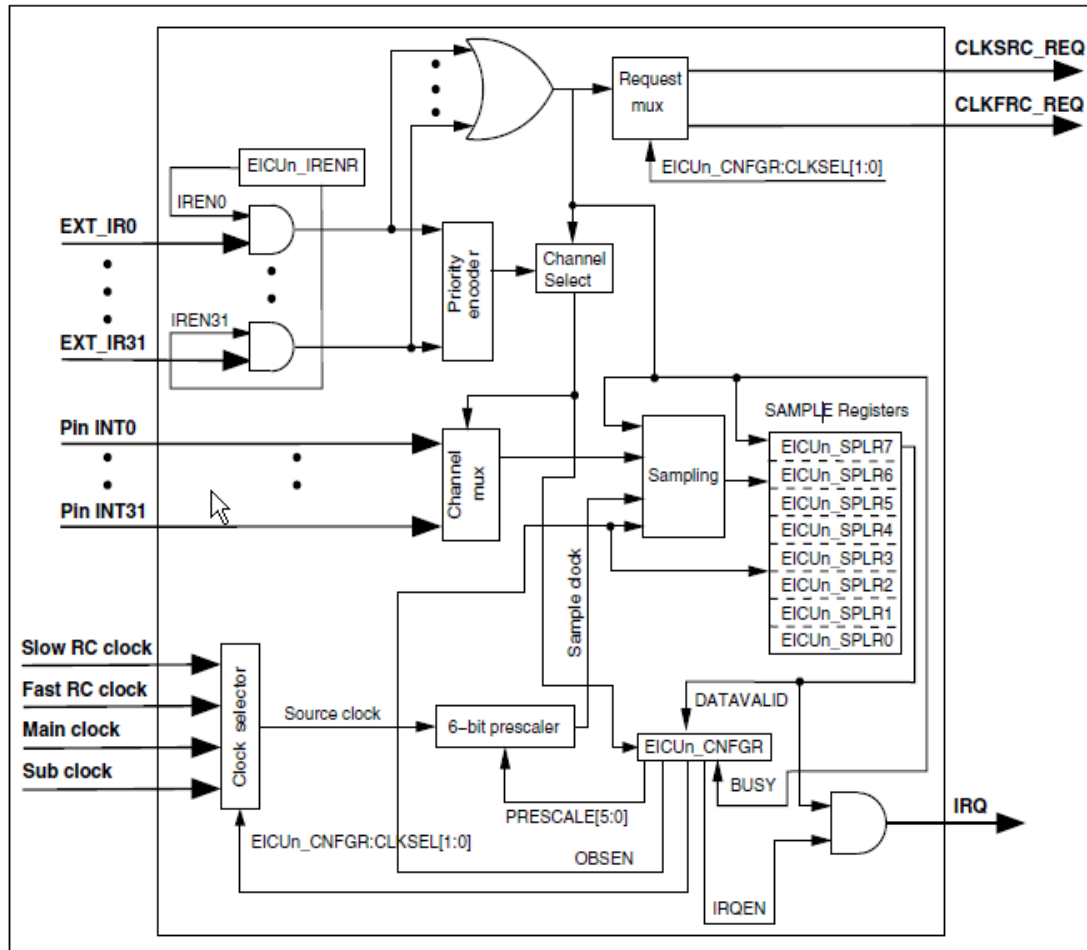 CLKSRC_REQ
Request
mux
CLKFRC_REQ
EICUn_IRENR
EICUn_CNFGR:CLKSEL[1:0]
IREN0
EXT_IR0
Priority
encoder
Channel
Select
IREN31
EXT_IR31
SAMPLE Registers
Pin INT0
Channel
mux
Sampling
EICUn_SPLR7
EICUn_SPLR6
EICUn_SPLR5
EICUn_SPLR4
EICUn_SPLR3
EICUn_SPLR2
EICUn_SPLR1
EICUn_SPLR0
Pin INT31
Sample clock
Slow RC clock
Fast RC clock
Main clock
Sub clock
Clock selector
Source clock
6-bit prescaler
DATAVALID
EICUn_CNFGR
BUSY
PRESCALE[5:0]
IRQ
EICUn_CNFGR:CLKSEL[1:0]
OBSEN
IRQEN